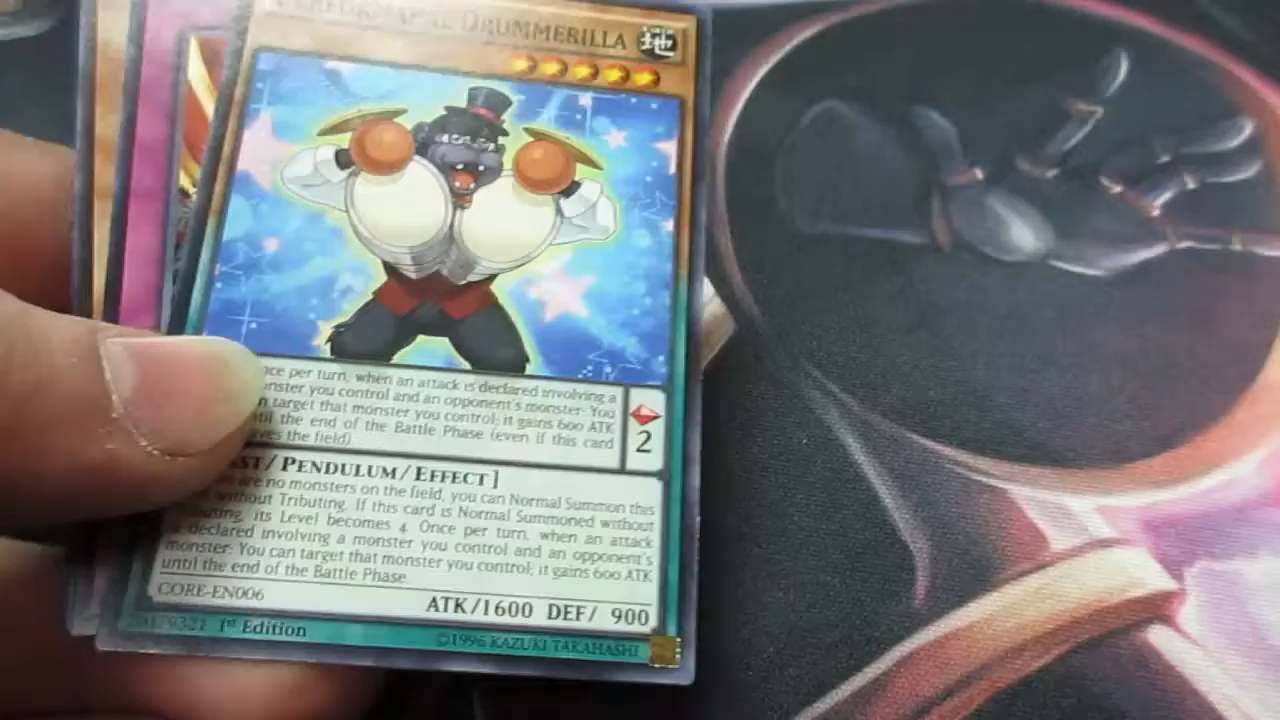 DRUMMERILLA 地
nce per turn, when an attack is declared involving a
nster you control and an opponent's monster: You
n target that monster you control; it gains 600 ATK
til the end of the Battle Phase (even if this card
ves the field).
2
ST/PENDULUM/EFFECT]
are no monsters on the field, you can Normal Summon this
without Tributing. If this card is Normal Summoned without
using, its Level becomes 4. Once per turn, when an attack
declared involving a monster you control and an opponent's
monster: You can target that monster you control; it gains 600 ATK
until the end of the Battle Phase.
CORE-EN006
ATK/1600 DEF/ 900
1st Edition
©1996 KAZUKI TAKAHASHI